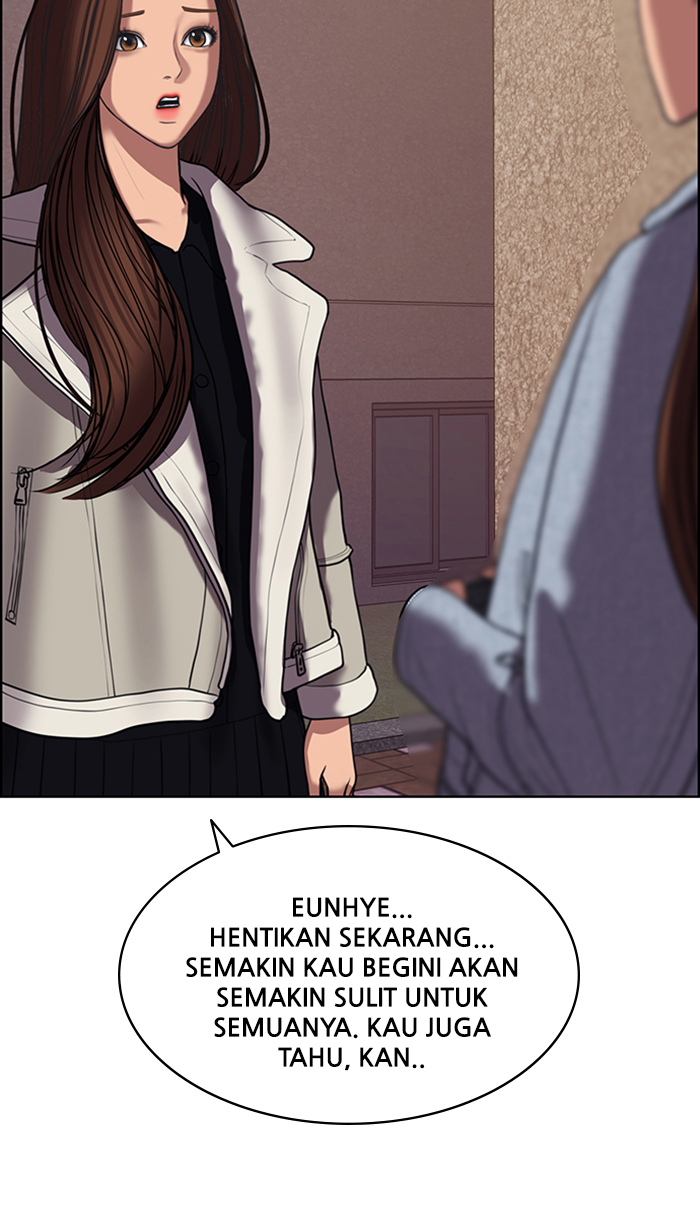 EUNHYE...
HENTIKAN SEKARANG...
SEMAKIN KAU BEGINI AKAN
SEMAKIN SULIT UNTUK
SEMUANYA. KAU JUGA
TAHU, KAN..